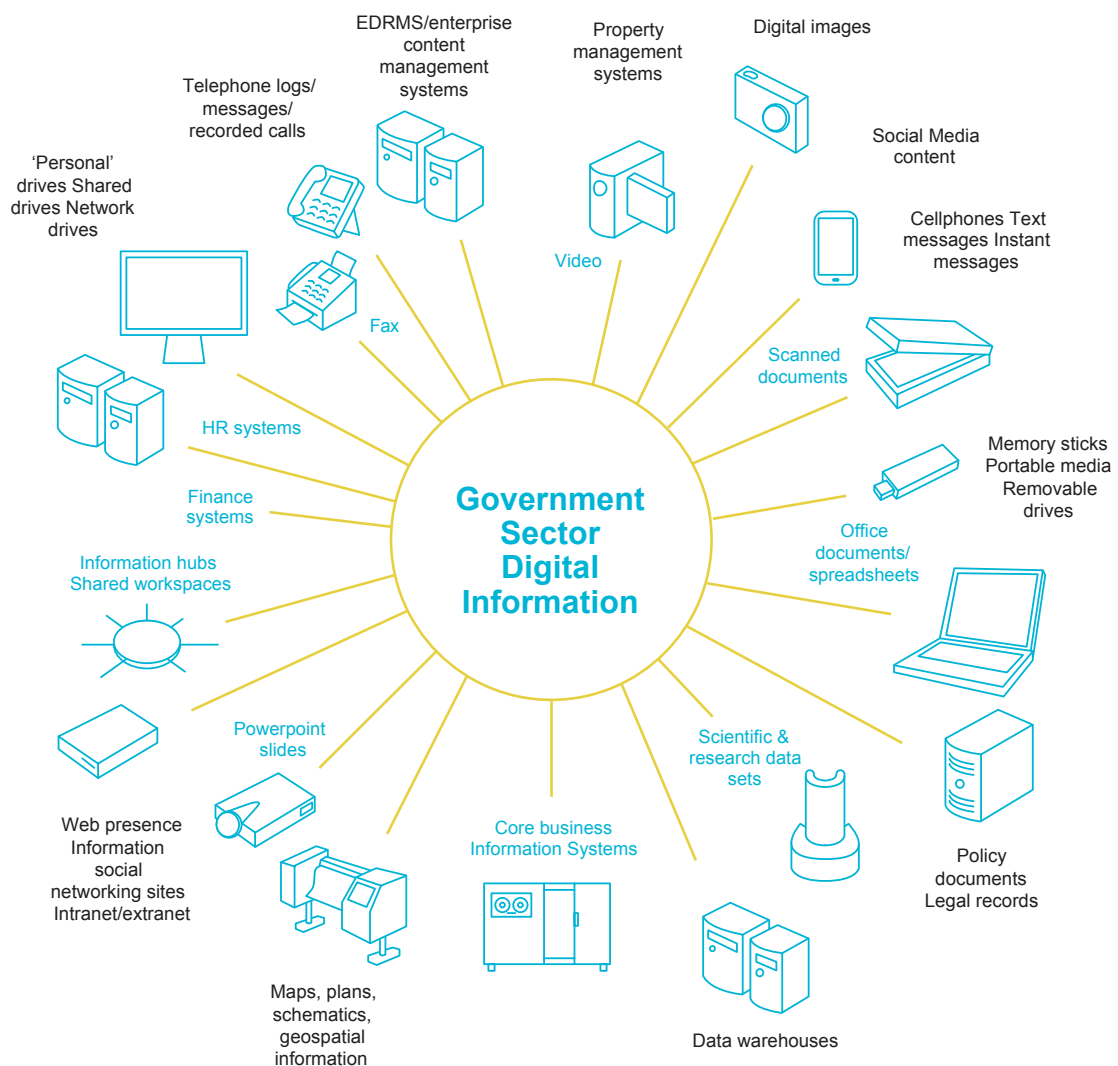 EDRMS/enterprise
content
management
systems
Property
management
systems
Digital images
Telephone logs/
messages/
recorded calls
Social Media
content
‘Personal’
drives Shared
drives Network
drives
Cellphones Text
messages Instant
messages
Video
Fax
Scanned
documents
HR systems
Memory sticks
Portable media
Removable
drives
Finance
systems
Government
Sector
Digital
Information
Office
documents/
spreadsheets
Information hubs
Shared workspaces
Powerpoint
slides
Scientific &
research data
sets
Web presence
Information
social
networking sites
Intranet/extranet
Core business
Information Systems
Policy
documents
Legal records
Maps, plans,
schematics,
geospatial
information
Data warehouses